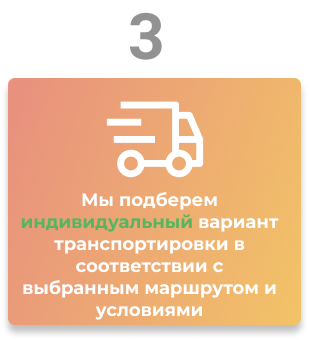 3
Мы подберем
индивидуальный вариант
транспортировки в
соответствии с
выбранным маршрутом и
условиями